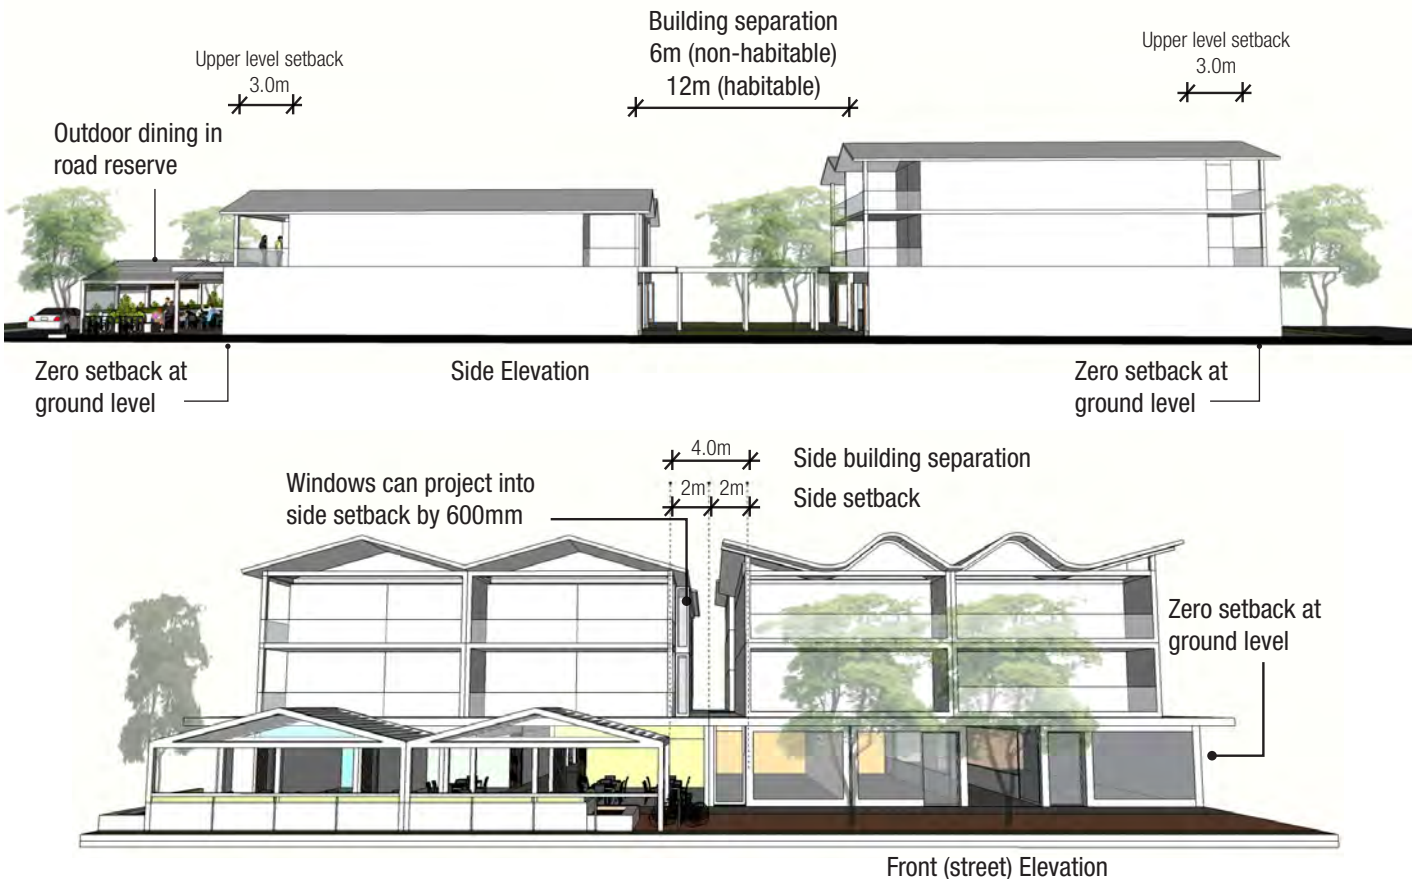 Building separation
6m (non-habitable)
12m (habitable)
Upper level setback
3.0m
Upper level setback
3.0m
Outdoor dining in
road reserve
Zero setback at
ground level
Side Elevation
Zero setback at
ground level
4.0m
Side building separation
2m
2m
Side setback
Windows can project into
side setback by 600mm
Zero setback at
ground level
Front (street) Elevation